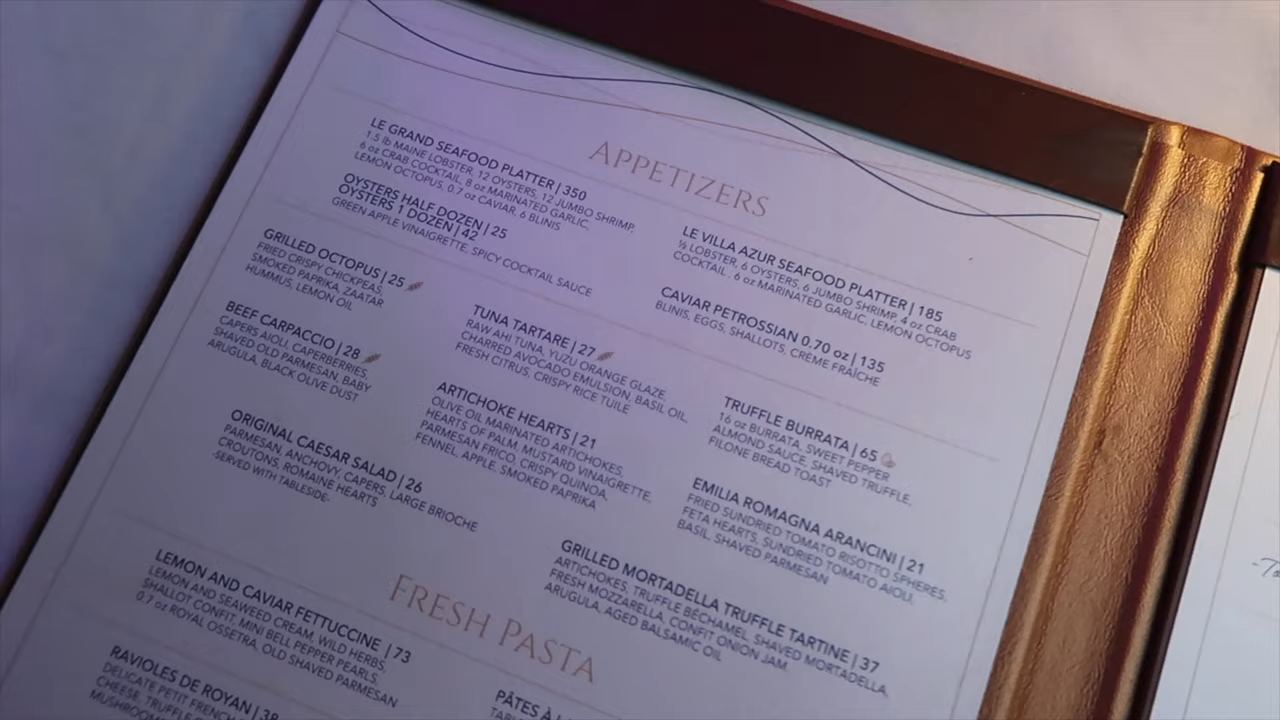 APPETIZERS
LE GRAND SEAFOOD PLATTER | 350
1.5 lb MAINE LOBSTER, 12 OYSTERS, 12 JUMBO SHRIMP,
6 oz CRAB COCKTAIL, 8 oz MARINATED GARLIC,
LEMON OCTOPUS, 0.7 oz CAVIAR, 6 BLINIS
LE VILLA AZUR SEAFOOD PLATTER | 185
½ LOBSTER, 6 OYSTERS, 6 JUMBO SHRIMP, 4 oz CRAB
COCKTAIL, 6 oz MARINATED GARLIC, LEMON OCTOPUS
OYSTERS HALF DOZEN | 25
OYSTERS 1 DOZEN | 42
GREEN APPLE VINAIGRETTE, SPICY COCKTAIL SAUCE
CAVIAR PETROSSIAN 0.70 oz | 135
BLINIS, EGGS, SHALLOTS, CRÈME FRAÎCHE
GRILLED OCTOPUS | 25
FRIED CRISPY CHICKPEAS,
SMOKED PAPRIKA, ZAATAR
HUMMUS, LEMON OIL
TUNA TARTARE | 27
RAW AHI TUNA, YUZU ORANGE GLAZE,
CHARRED AVOCADO EMULSION, BASIL OIL,
FRESH CITRUS, CRISPY RICE TUILE
TRUFFLE BURRATA | 65
16 oz BURRATA, SWEET PEPPER
ALMOND SAUCE, SHAVED TRUFFLE,
FILONE BREAD TOAST
BEEF CARPACCIO | 28
CAPERS AIOLI, CAPERBERRIES,
SHAVED OLD PARMESAN, BABY
ARUGULA, BLACK OLIVE DUST
ARTICHOKE HEARTS | 21
OLIVE OIL MARINATED ARTICHOKES,
HEARTS OF PALM, MUSTARD VINAIGRETTE,
PARMESAN FRICO, CRISPY QUINOA,
FENNEL, APPLE, SMOKED PAPRIKA
EMILIA ROMAGNA ARANCINI | 21
FRIED SUNDRIED TOMATO RISOTTO SPHERES,
FETA HEARTS, SUNDRIED TOMATO AIOLI,
BASIL, SHAVED PARMESAN
ORIGINAL CAESAR SALAD | 26
PARMESAN, ANCHOVY, CAPERS, LARGE BRIOCHE
CROUTONS, ROMAINE HEARTS
-SERVED WITH TABLESIDE-
GRILLED MORTADELLA TRUFFLE TARTINE | 37
ARTICHOKES, TRUFFLE BÉCHAMEL, SHAVED MORTADELLA,
FRESH MOZZARELLA, CONFIT ONION JAM,
ARUGULA, AGED BALSAMIC OIL
FRESH PASTA
LEMON AND CAVIAR FETTUCCINE | 73
LEMON AND SEAWEED CREAM, WILD HERBS,
SHALLOT CONFIT, MINI BELL PEPPER PEARLS,
0.7 oz ROYAL OSSETRA, OLD SHAVED PARMESAN
RAVIOLES DE ROYAN | 38
DELICATE PETIT FRENCH
CHEESE, TRUFFLE
MUSHROOM
PÂTES À L